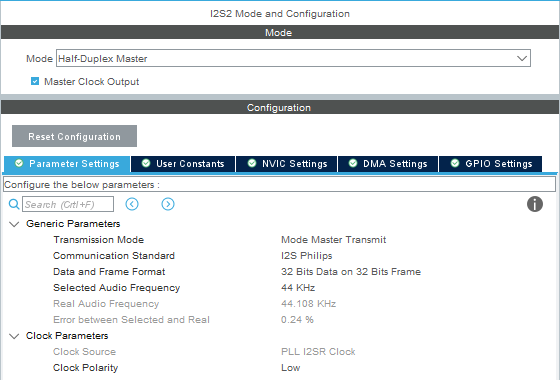 I2S2 Mode and Configuration
Mode
Mode Half-Duplex Master
Master Clock Output
Configuration
Reset Configuration
Parameter Settings User Constants NVIC Settings DMA Settings GPIO Settings
Configure the below parameters :
Search (Crtl+F)
Generic Parameters
Transmission Mode Mode Master Transmit
Communication Standard I2S Philips
Data and Frame Format 32 Bits Data on 32 Bits Frame
Selected Audio Frequency 44 KHz
Real Audio Frequency 44.108 KHz
Error between Selected and Real 0.24 %
Clock Parameters
Clock Source PLL I2SR Clock
Clock Polarity Low